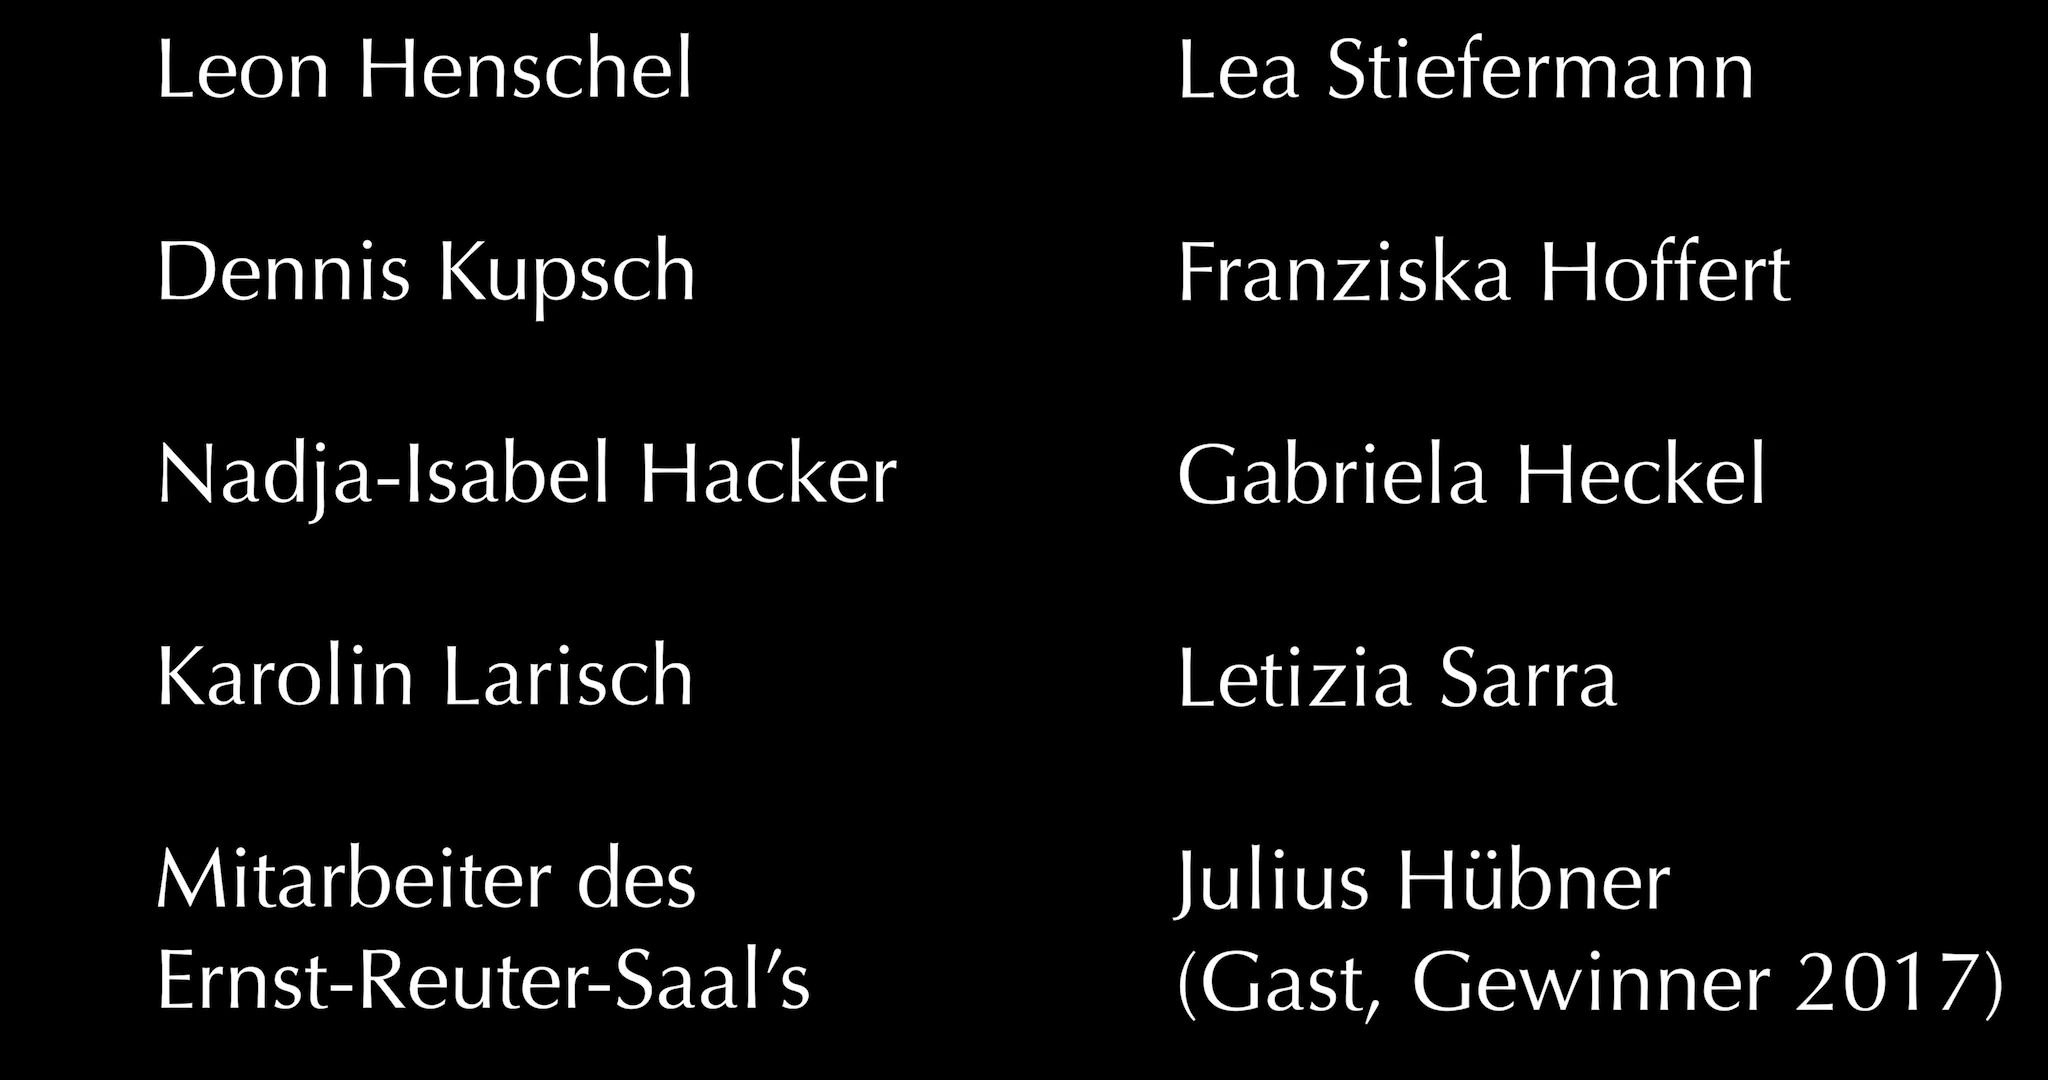 Leon Henschel
Dennis Kupsch
Nadja-Isabel Hacker
Karolin Larisch
Mitarbeiter des
Ernst-Reuter-Saal’s
Lea Stiefermann
Franziska Hoffert
Gabriela Heckel
Letizia Sarra
Julius Hübner
(Gast, Gewinner 2017)